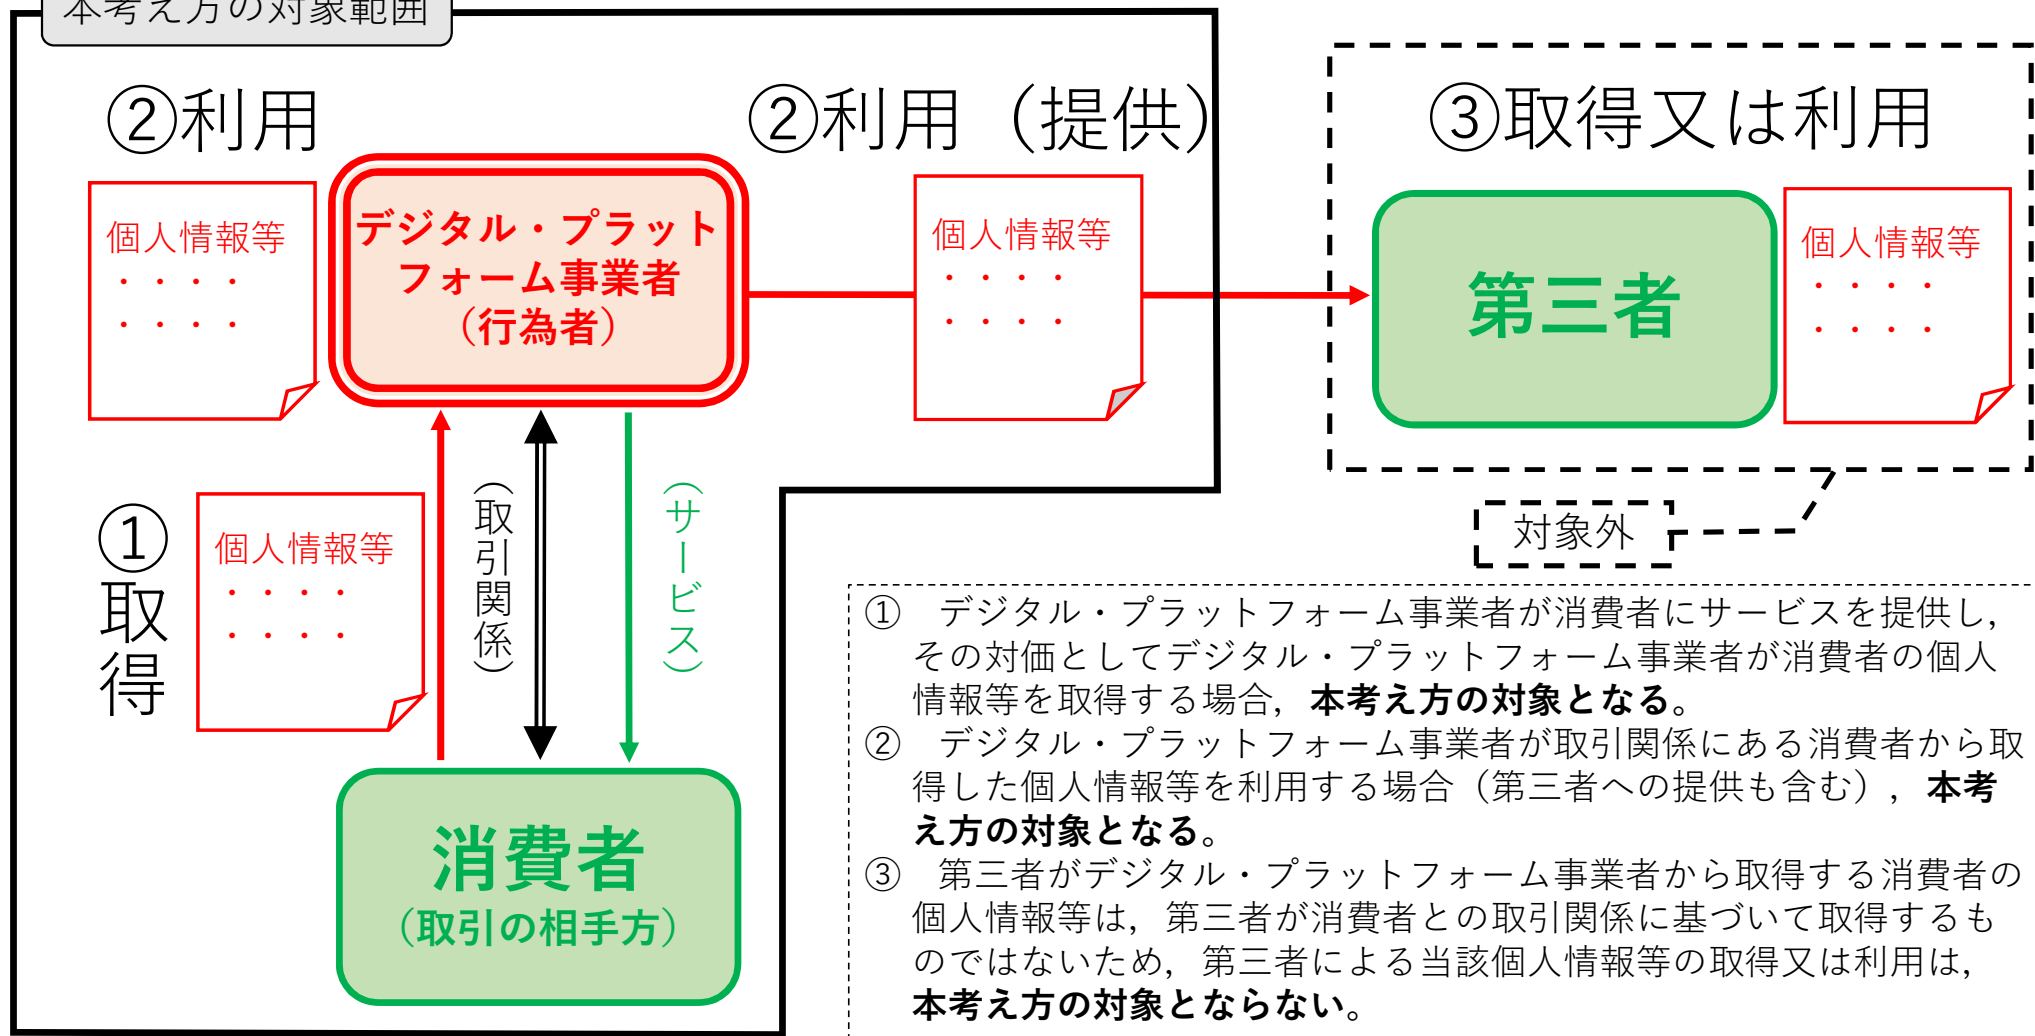 本考え方の対象範囲
②利用
②利用（提供）
③取得又は利用
個人情報等
・・・・
・・・・
デジタル・プラット
フォーム事業者
（行為者）
個人情報等
・・・・
・・・・
第三者
個人情報等
・・・・
・・・・
①取得
個人情報等
・・・・
・・・・
（取引関係）
（サービス）
対象外
消費者
（取引の相手方）
①　デジタル・プラットフォーム事業者が消費者にサービスを提供し，
その対価としてデジタル・プラットフォーム事業者が消費者の個人
情報等を取得する場合，本考え方の対象となる。
②　デジタル・プラットフォーム事業者が取引関係にある消費者から取
得した個人情報等を利用する場合（第三者への提供も含む），本考
え方の対象となる。
③　第三者がデジタル・プラットフォーム事業者から取得する消費者の
個人情報等は，第三者が消費者との取引関係に基づいて取得するも
のではないため，第三者による当該個人情報等の取得又は利用は，
本考え方の対象とならない。